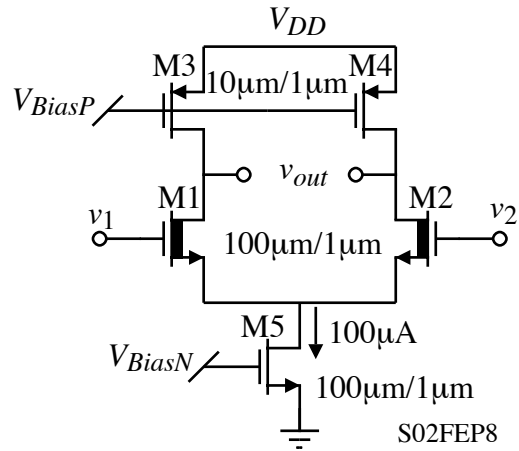 V_DD
M3
10μm/1μm
M4
V_BiasP
v_out
M1
M2
v_1
v_2
100μm/1μm
M5
100μA
V_BiasN
100μm/1μm
S02FEP8